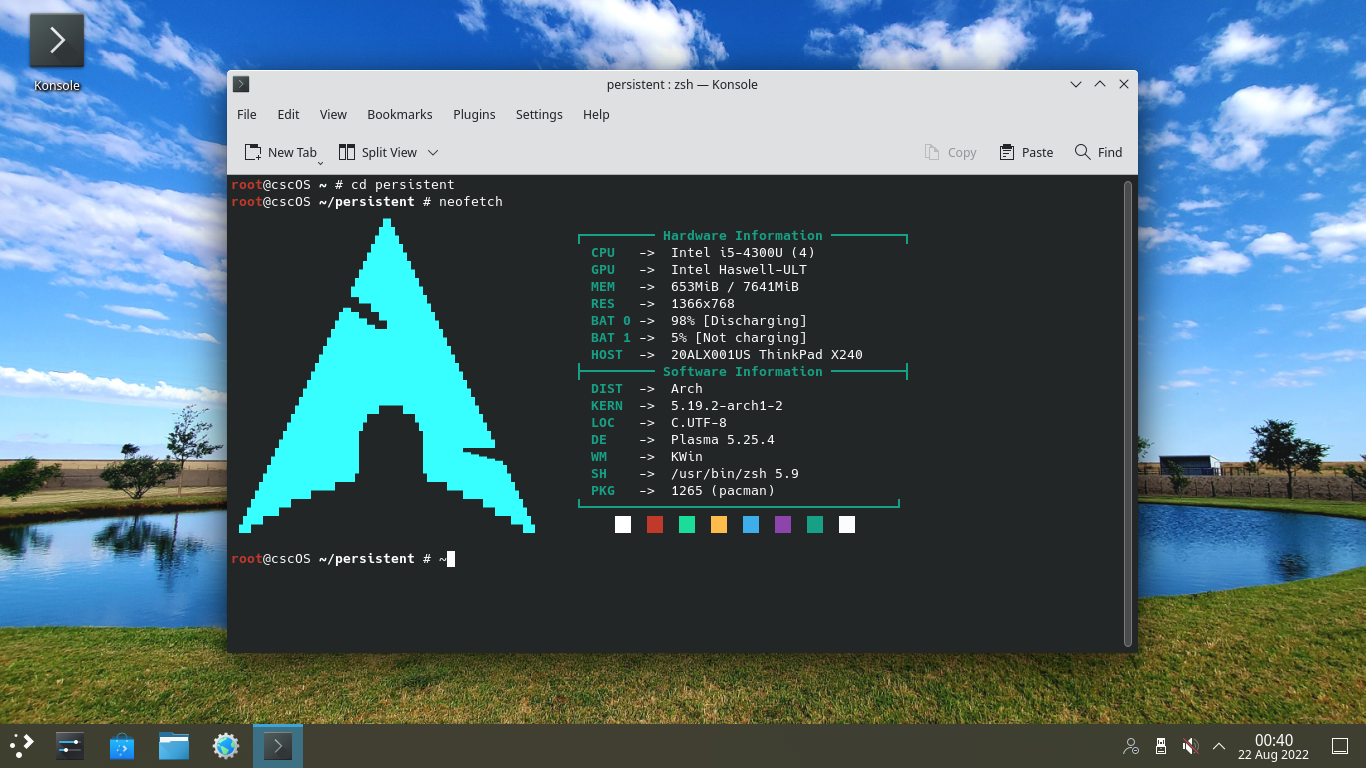 Konsole
persistent : zsh — Konsole
File Edit View Bookmarks Plugins Settings Help
New Tab Split View Copy Paste Find
root@cscOS ~ # cd persistent
root@cscOS ~/persistent # neofetch
Hardware Information
CPU -> Intel i5-4300U (4)
GPU -> Intel Haswell-ULT
MEM -> 653MiB / 7641MiB
RES -> 1366x768
BAT 0 -> 98% [Discharging]
BAT 1 -> 5% [Not charging]
HOST -> 20ALX001US ThinkPad X240
Software Information
DIST -> Arch
KERN -> 5.19.2-arch1-2
LOC -> C.UTF-8
DE -> Plasma 5.25.4
WM -> KWin
SH -> /usr/bin/zsh 5.9
PKG -> 1265 (pacman)
root@cscOS ~/persistent # ~
00:40
22 Aug 2022